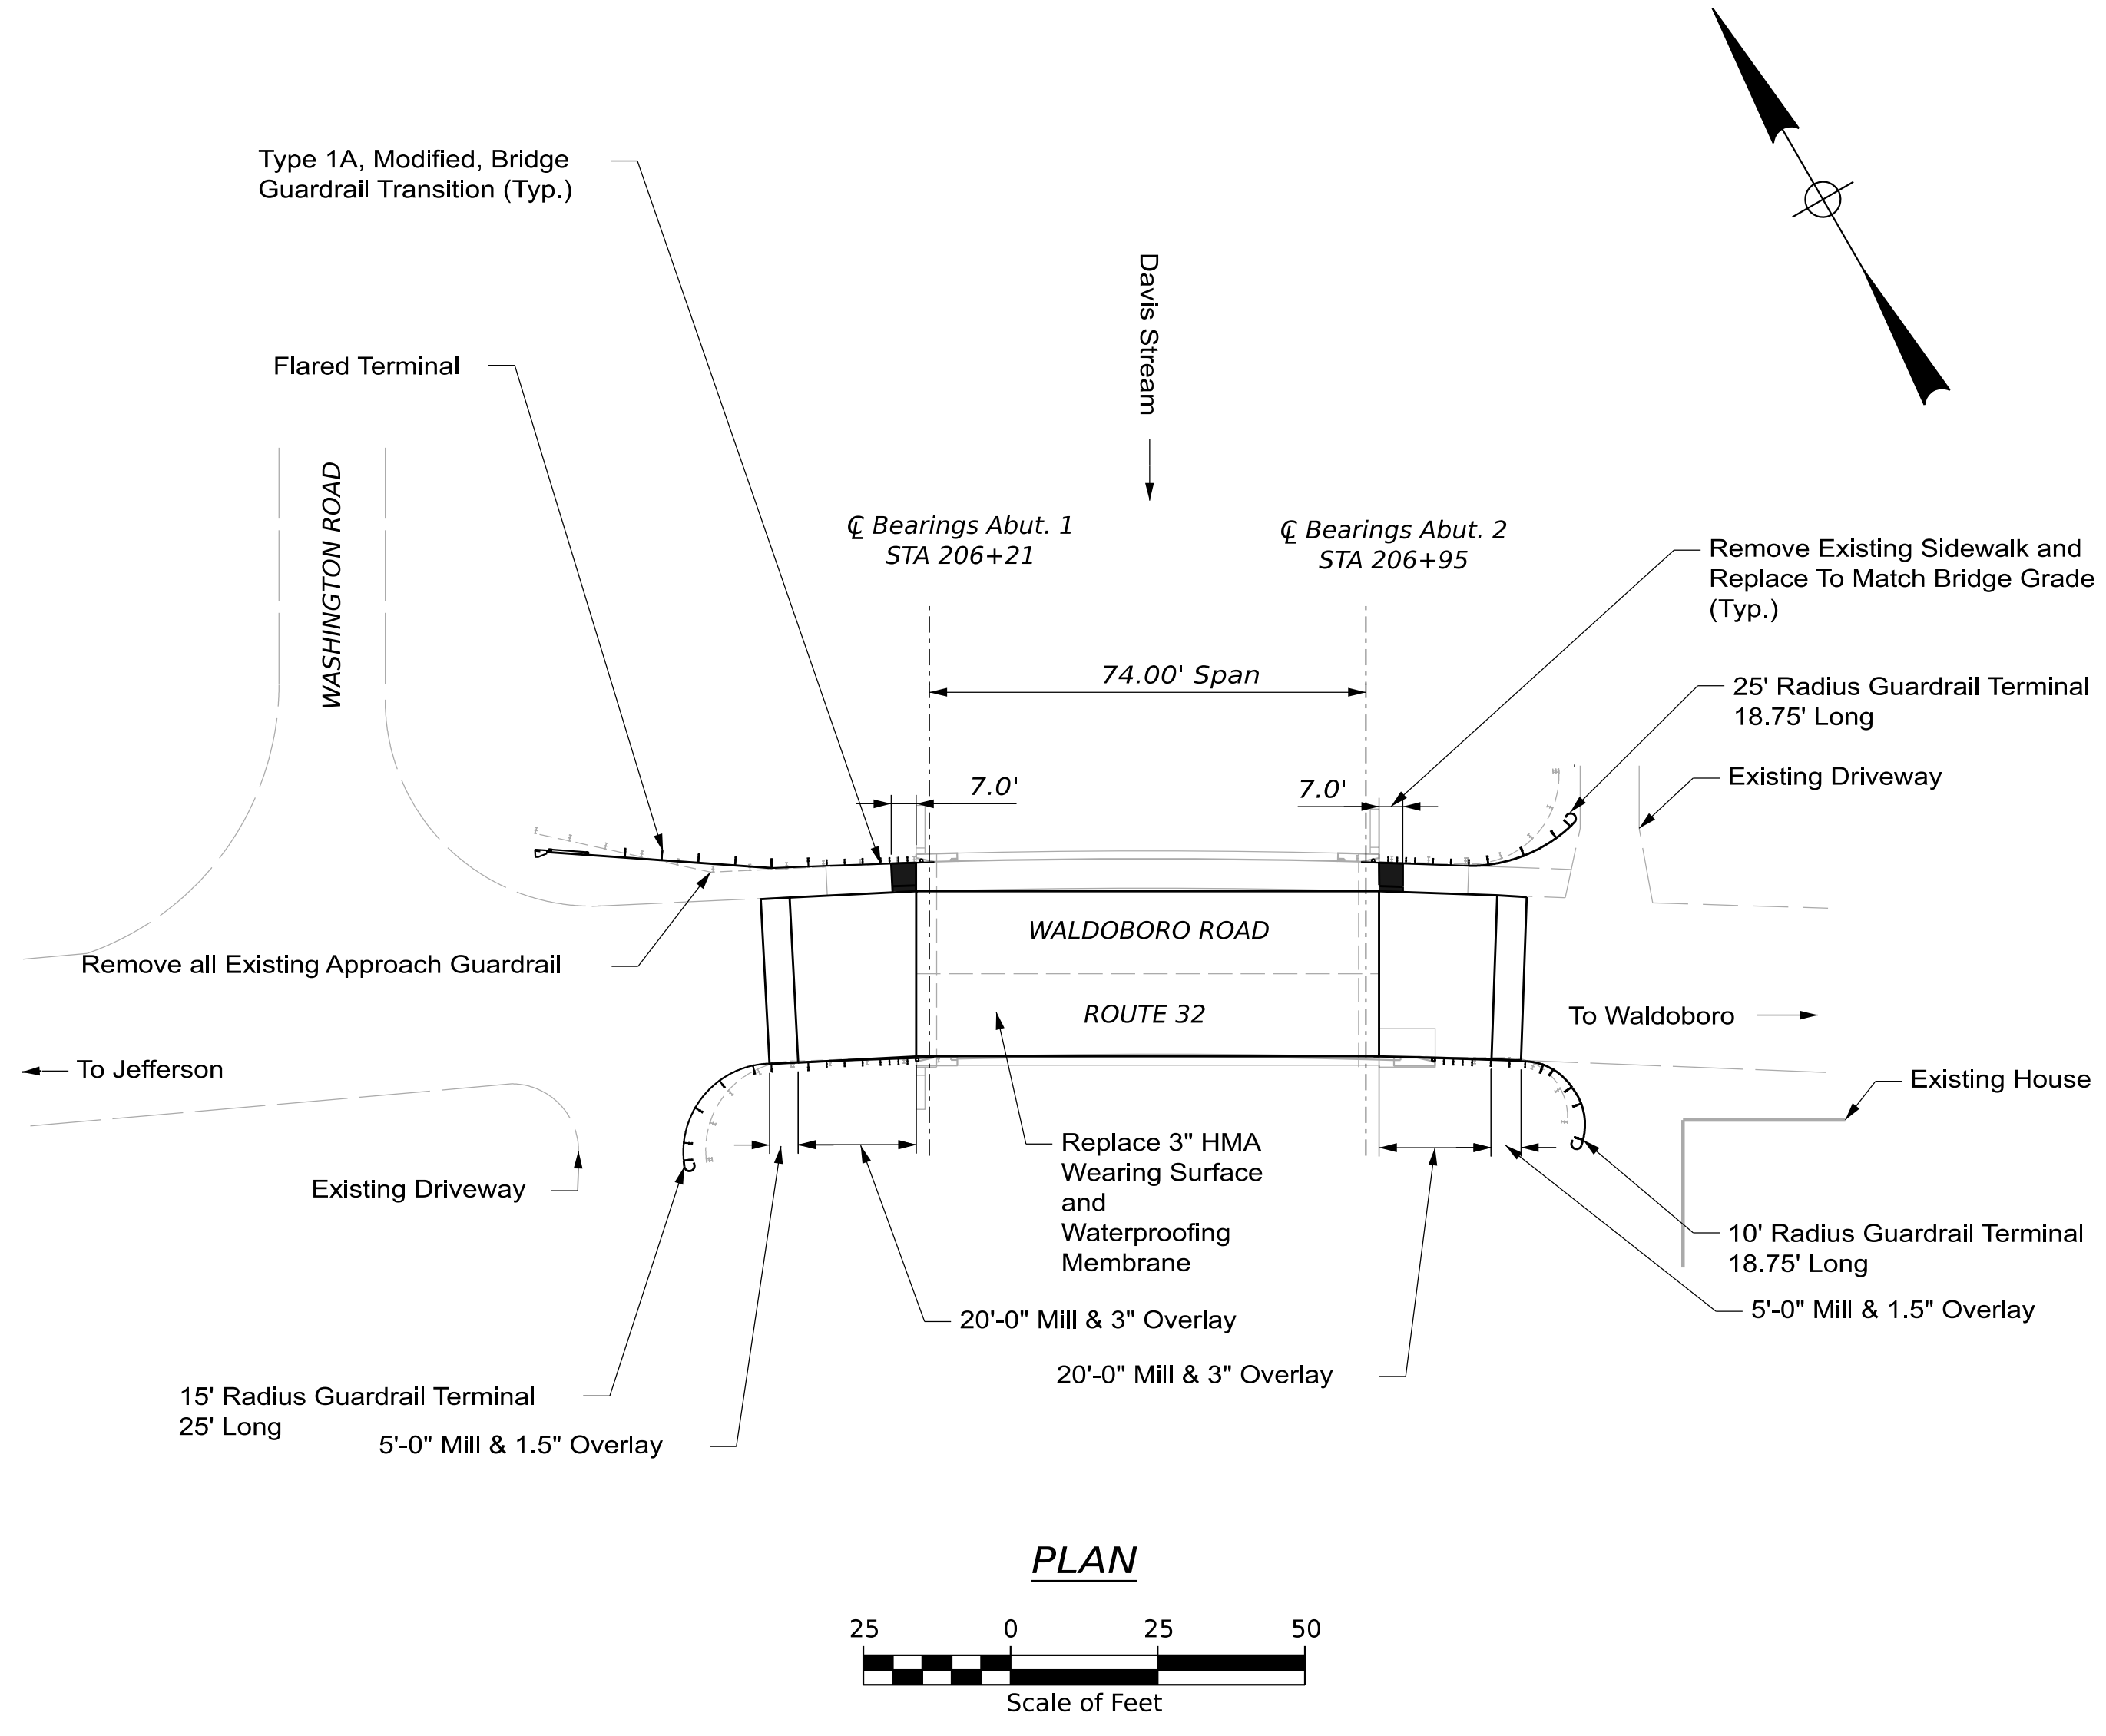 Type 1A, Modified, Bridge
Guardrail Transition (Typ.)
Flared Terminal
Davis Stream
WASHINGTON ROAD
℄ Bearings Abut. 1
STA 206+21
℄ Bearings Abut. 2
STA 206+95
Remove Existing Sidewalk and
Replace To Match Bridge Grade
(Typ.)
74.00' Span
25' Radius Guardrail Terminal
18.75' Long
7.0'
7.0'
Existing Driveway
WALDOBORO ROAD
Remove all Existing Approach Guardrail
ROUTE 32
To Waldoboro
To Jefferson
Existing House
Replace 3" HMA
Wearing Surface
and
Waterproofing
Membrane
Existing Driveway
10' Radius Guardrail Terminal
18.75' Long
5'-0" Mill & 1.5" Overlay
20'-0" Mill & 3" Overlay
20'-0" Mill & 3" Overlay
15' Radius Guardrail Terminal
25' Long
5'-0" Mill & 1.5" Overlay
PLAN
25 0 25 50
Scale of Feet